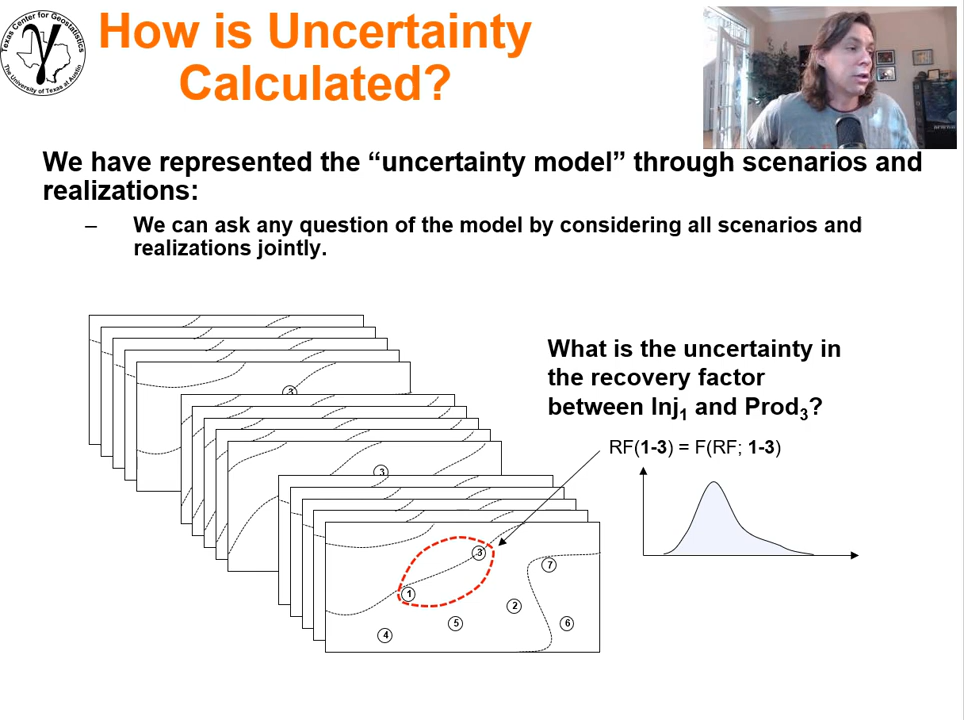 Texas Center for Geostatistics
The University of Texas at Austin
γ
How is Uncertainty
Calculated?
We have represented the “uncertainty model” through scenarios and
realizations:
– We can ask any question of the model by considering all scenarios and
realizations jointly.
What is the uncertainty in
the recovery factor
between Inj1 and Prod3?
RF(1-3) = F(RF; 1-3)
3
3
3
7
1
2
5
6
4